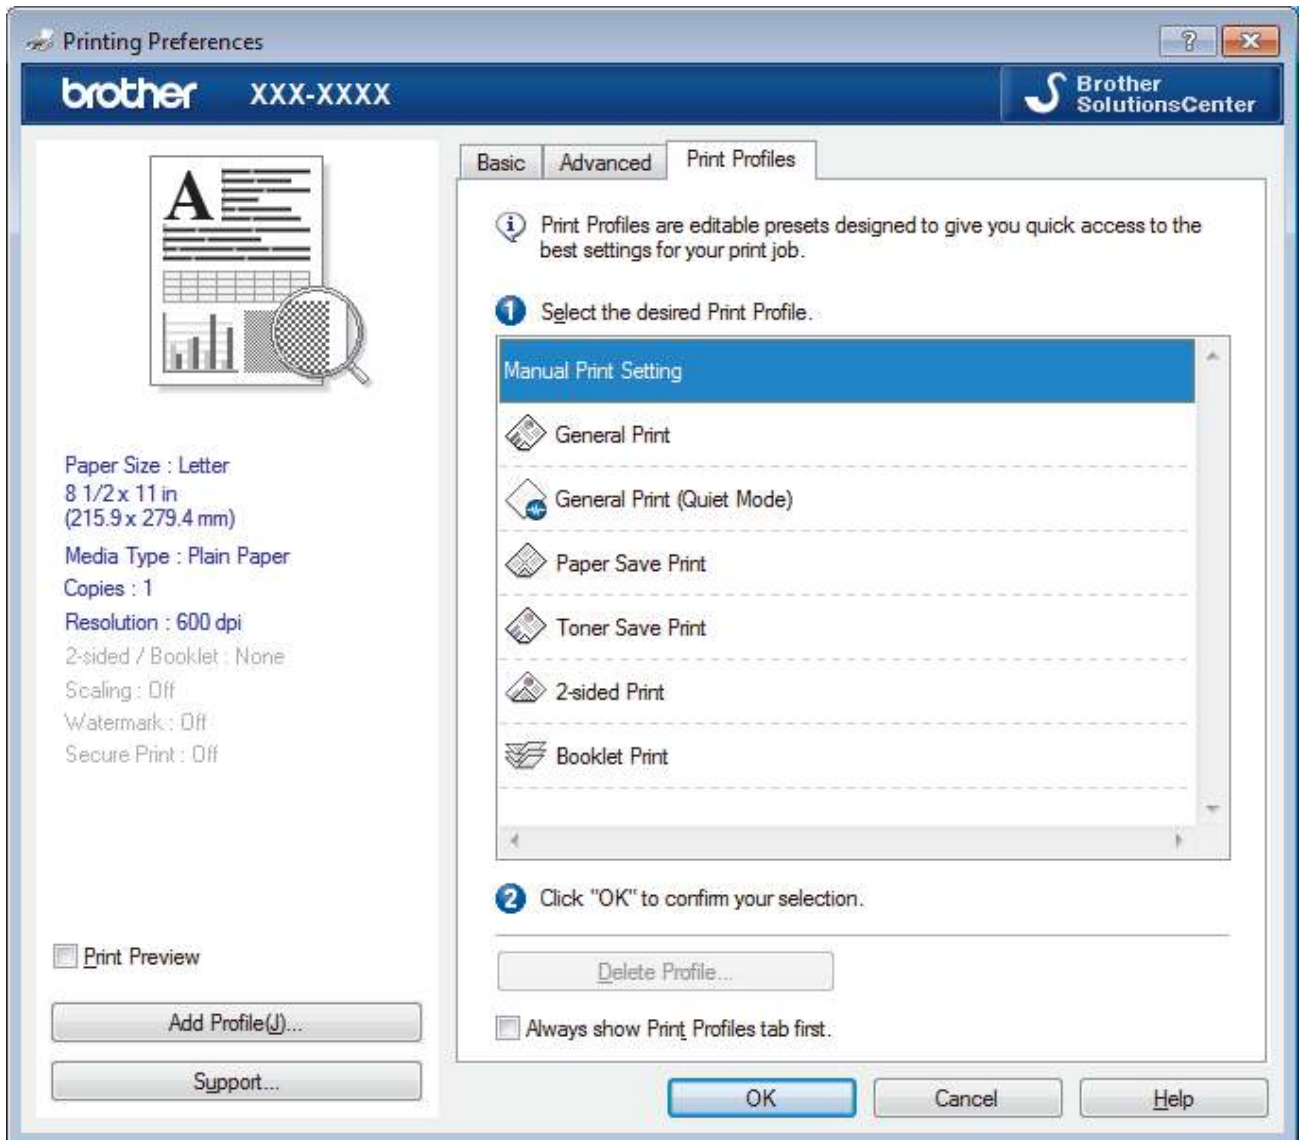 Printing Preferences
brother XXX-XXXX
Brother
SolutionsCenter
Basic Advanced Print Profiles
A
Print Profiles are editable presets designed to give you quick access to the
best settings for your print job.
1 Select the desired Print Profile.
Manual Print Setting
General Print
General Print (Quiet Mode)
Paper Save Print
Toner Save Print
2-sided Print
Booklet Print
2 Click "OK" to confirm your selection.
Delete Profile...
Always show Print Profiles tab first.
Paper Size : Letter
8 1/2 x 11 in
(215.9 x 279.4 mm)
Media Type : Plain Paper
Copies : 1
Resolution : 600 dpi
2-sided / Booklet : None
Scaling : Off
Watermark : Off
Secure Print : Off
Print Preview
Add Profile(J)...
Support...
OK Cancel Help